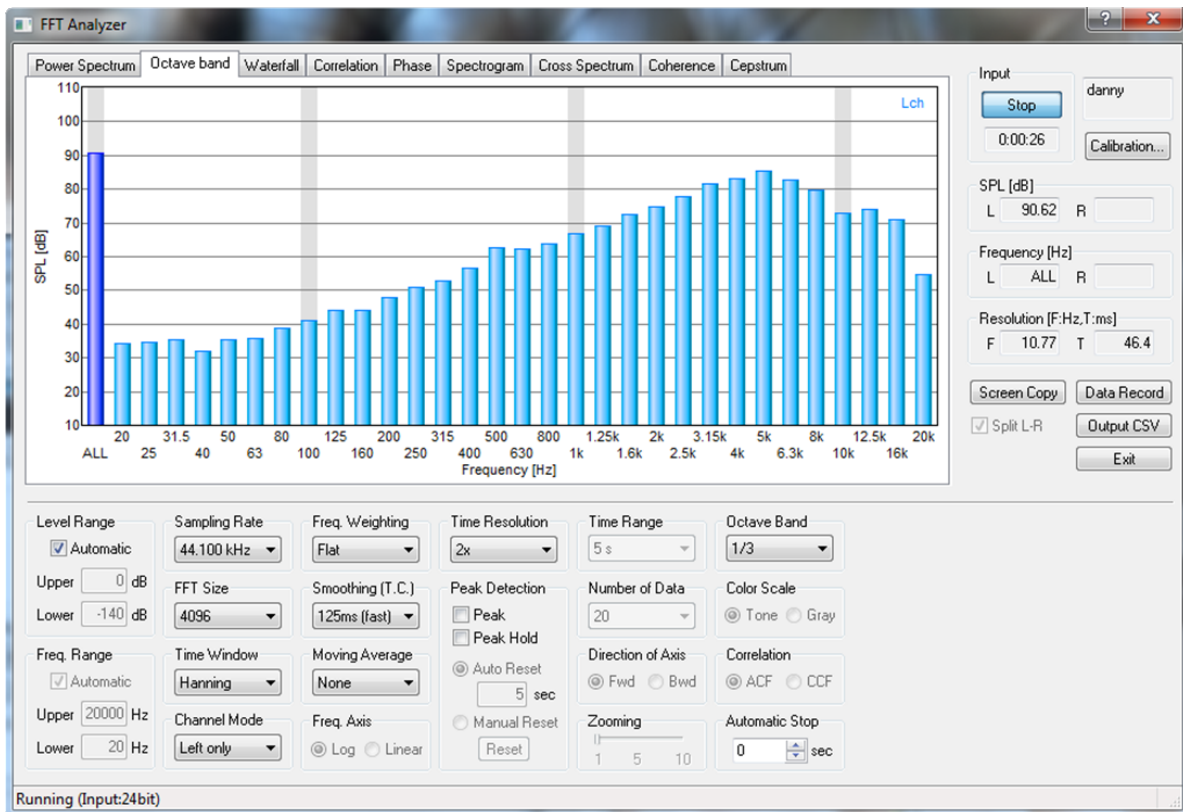 FFT Analyzer
Power Spectrum Octave band Waterfall Correlation Phase Spectrogram Cross Spectrum Coherence Cepstrum
Lch
110
100
90
80
70
60
50
40
30
20
10
SPL [dB]
20 31.5 50 80 125 200 315 500 800 1.25k 2k 3.15k 5k 8k 12.5k 20k
ALL 25 40 63 100 160 250 400 630 1k 1.6k 2.5k 4k 6.3k 10k 16k
Frequency [Hz]
Input
Stop
0:00:26
danny
Calibration...
SPL [dB]
L 90.62 R
Frequency [Hz]
L ALL R
Resolution [F:Hz,T:ms]
F 10.77 T 46.4
Screen Copy Data Record
Split L-R Output CSV
Exit
Level Range
Automatic
Upper 0 dB
Lower -140 dB
Freq. Range
Automatic
Upper 20000 Hz
Lower 20 Hz
Sampling Rate
44.100 kHz
FFT Size
4096
Time Window
Hanning
Channel Mode
Left only
Freq. Weighting
Flat
Smoothing (T.C.)
125ms (fast)
Moving Average
None
Freq. Axis
Log Linear
Time Resolution
2x
Peak Detection
Peak
Peak Hold
Auto Reset
5 sec
Manual Reset
Reset
Time Range
5 s
Number of Data
20
Direction of Axis
Fwd Bwd
Zooming
1 5 10
Octave Band
1/3
Color Scale
Tone Gray
Correlation
ACF CCF
Automatic Stop
0 sec
Running (Input:24bit)